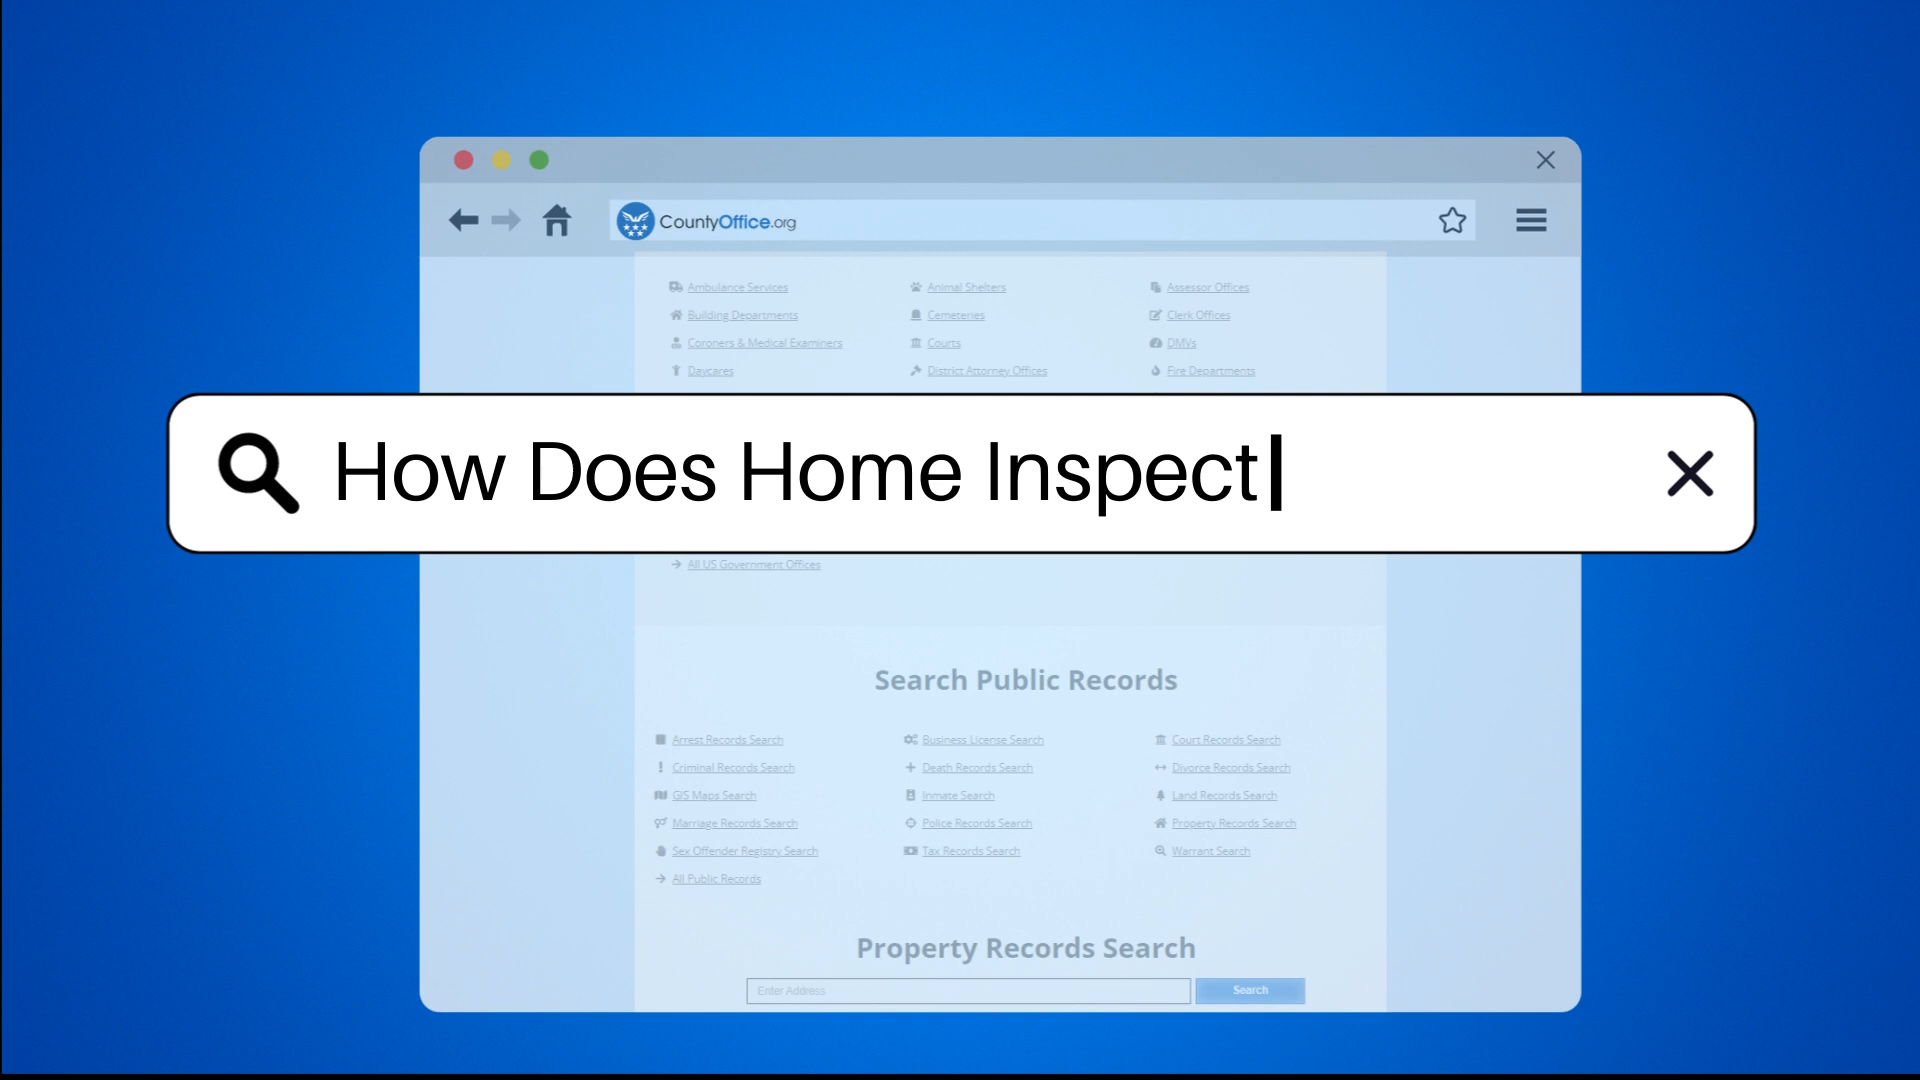 CountyOffice.org
Ambulance Services Animal Shelters Assessor Offices
Building Departments Cemeteries Clerk Offices
Coroners & Medical Examiners Courts DMVs
Daycares District Attorney Offices Fire Departments
How Does Home Inspect
All US Government Offices
Search Public Records
Arrest Records Search Business License Search Court Records Search
Criminal Records Search Death Records Search Divorce Records Search
GIS Maps Search Inmate Search Land Records Search
Marriage Records Search Police Records Search Property Records Search
Sex Offender Registry Search Tax Records Search Warrant Search
All Public Records
Property Records Search
Enter Address Search